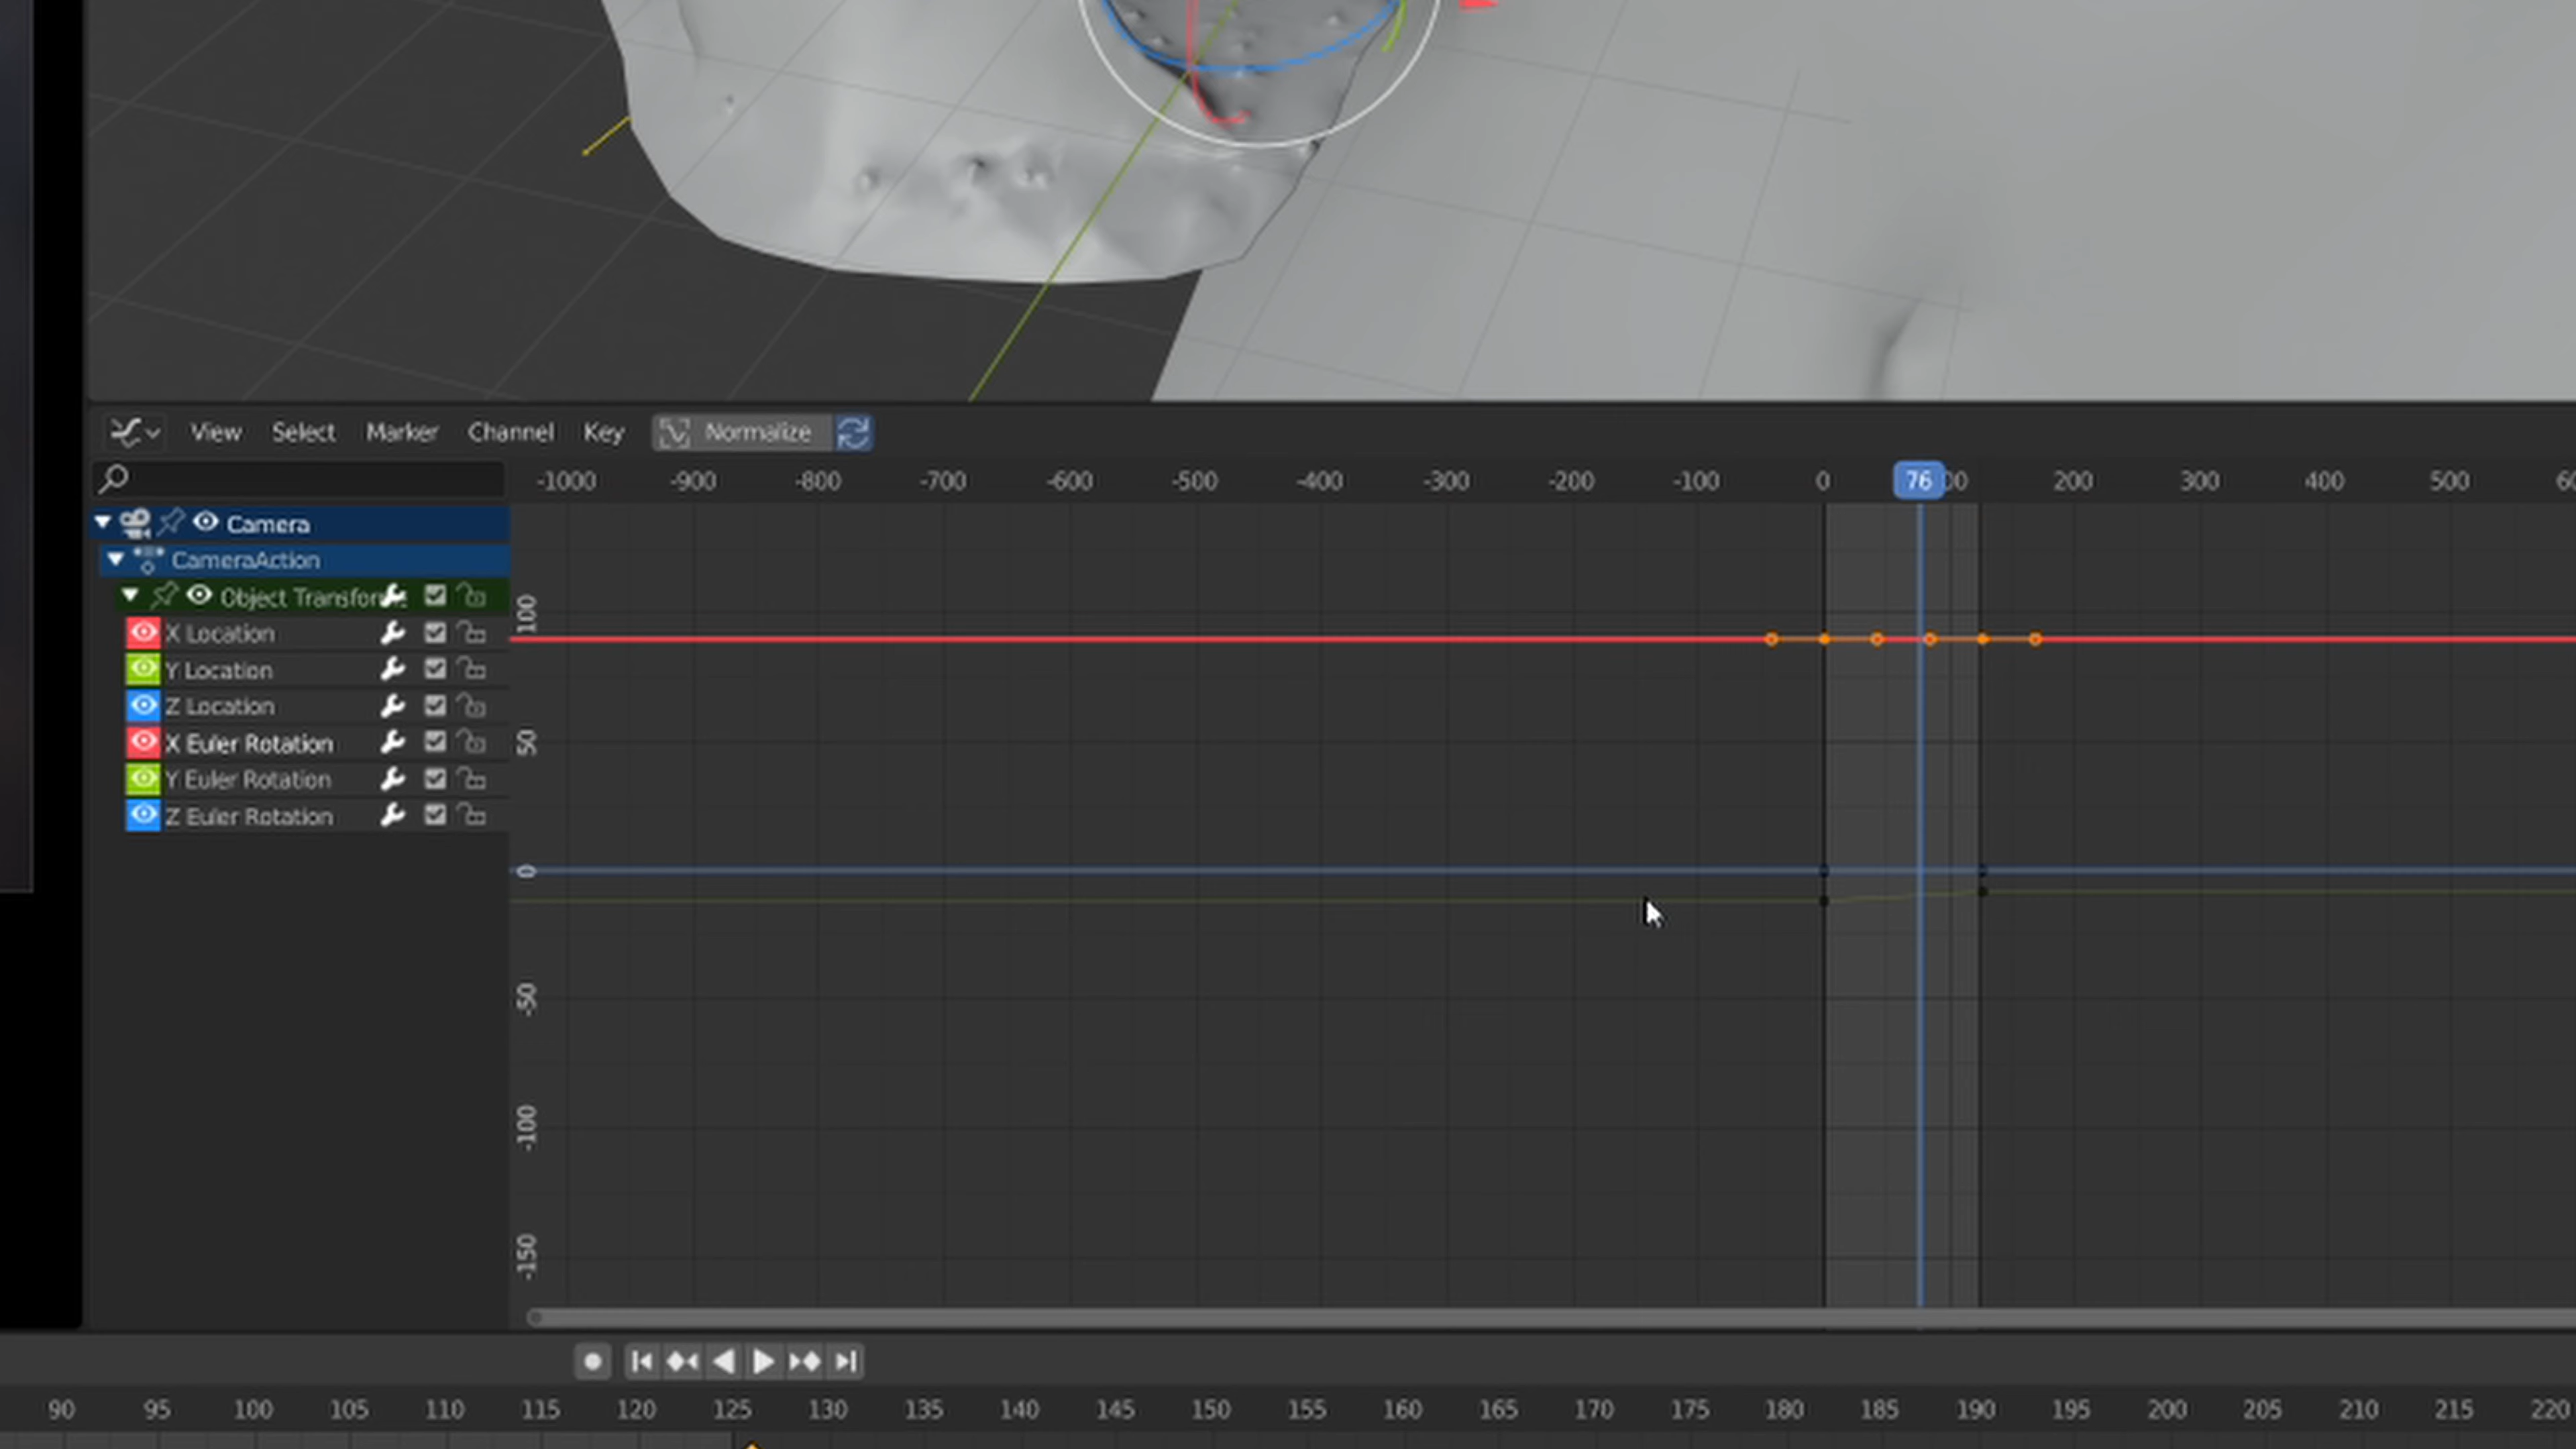 View Select Marker Channel Key Normalize
-1000 -900 -800 -700 -600 -500 -400 -300 -200 -100 0 76 00 200 300 400 500 60
Camera
CameraAction
Object Transfor
X Location
Y Location
Z Location
X Euler Rotation
Y Euler Rotation
Z Euler Rotation
100
50
0
-50
-100
-150
90 95 100 105 110 115 120 125 130 135 140 145 150 155 160 165 170 175 180 185 190 195 200 205 210 215 220